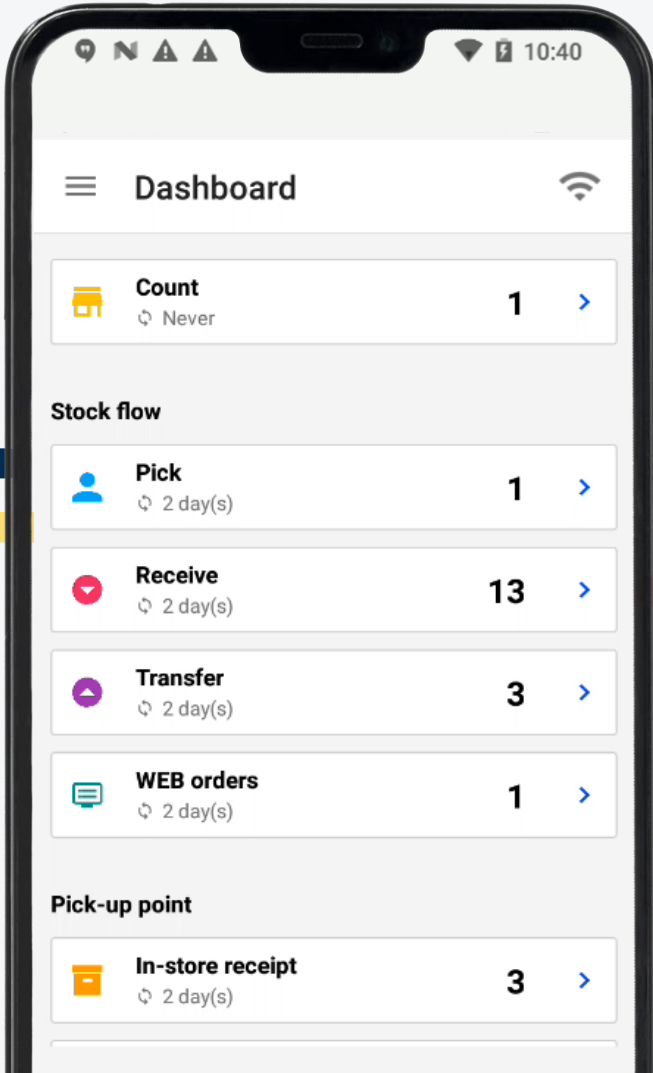 10:40
Dashboard
Count
1
Never
Stock flow
Pick
1
2 day(s)
Receive
13
2 day(s)
Transfer
3
2 day(s)
WEB orders
1
2 day(s)
Pick-up point
In-store receipt
3
2 day(s)